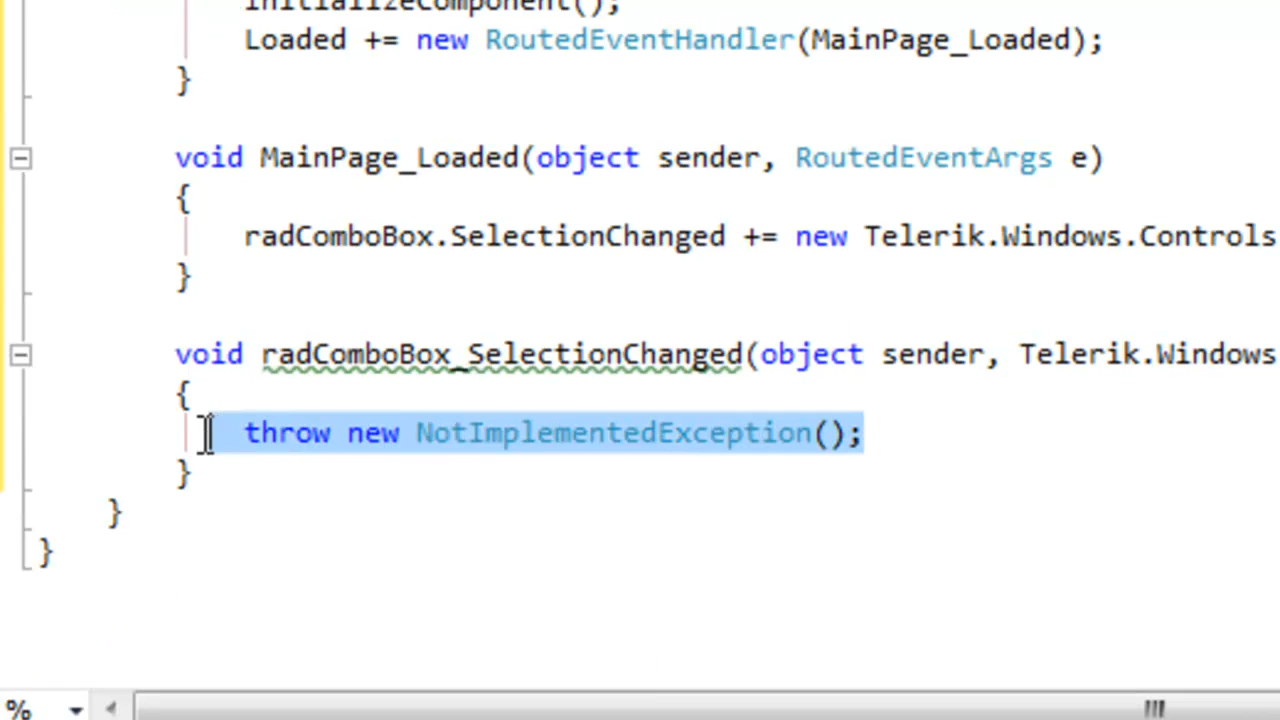 InitializeComponent();
Loaded += new RoutedEventHandler(MainPage_Loaded);
}
void MainPage_Loaded(object sender, RoutedEventArgs e)
{
radComboBox.SelectionChanged += new Telerik.Windows.Controls
}
void radComboBox_SelectionChanged(object sender, Telerik.Windows
{
throw new NotImplementedException();
}
}
}
%